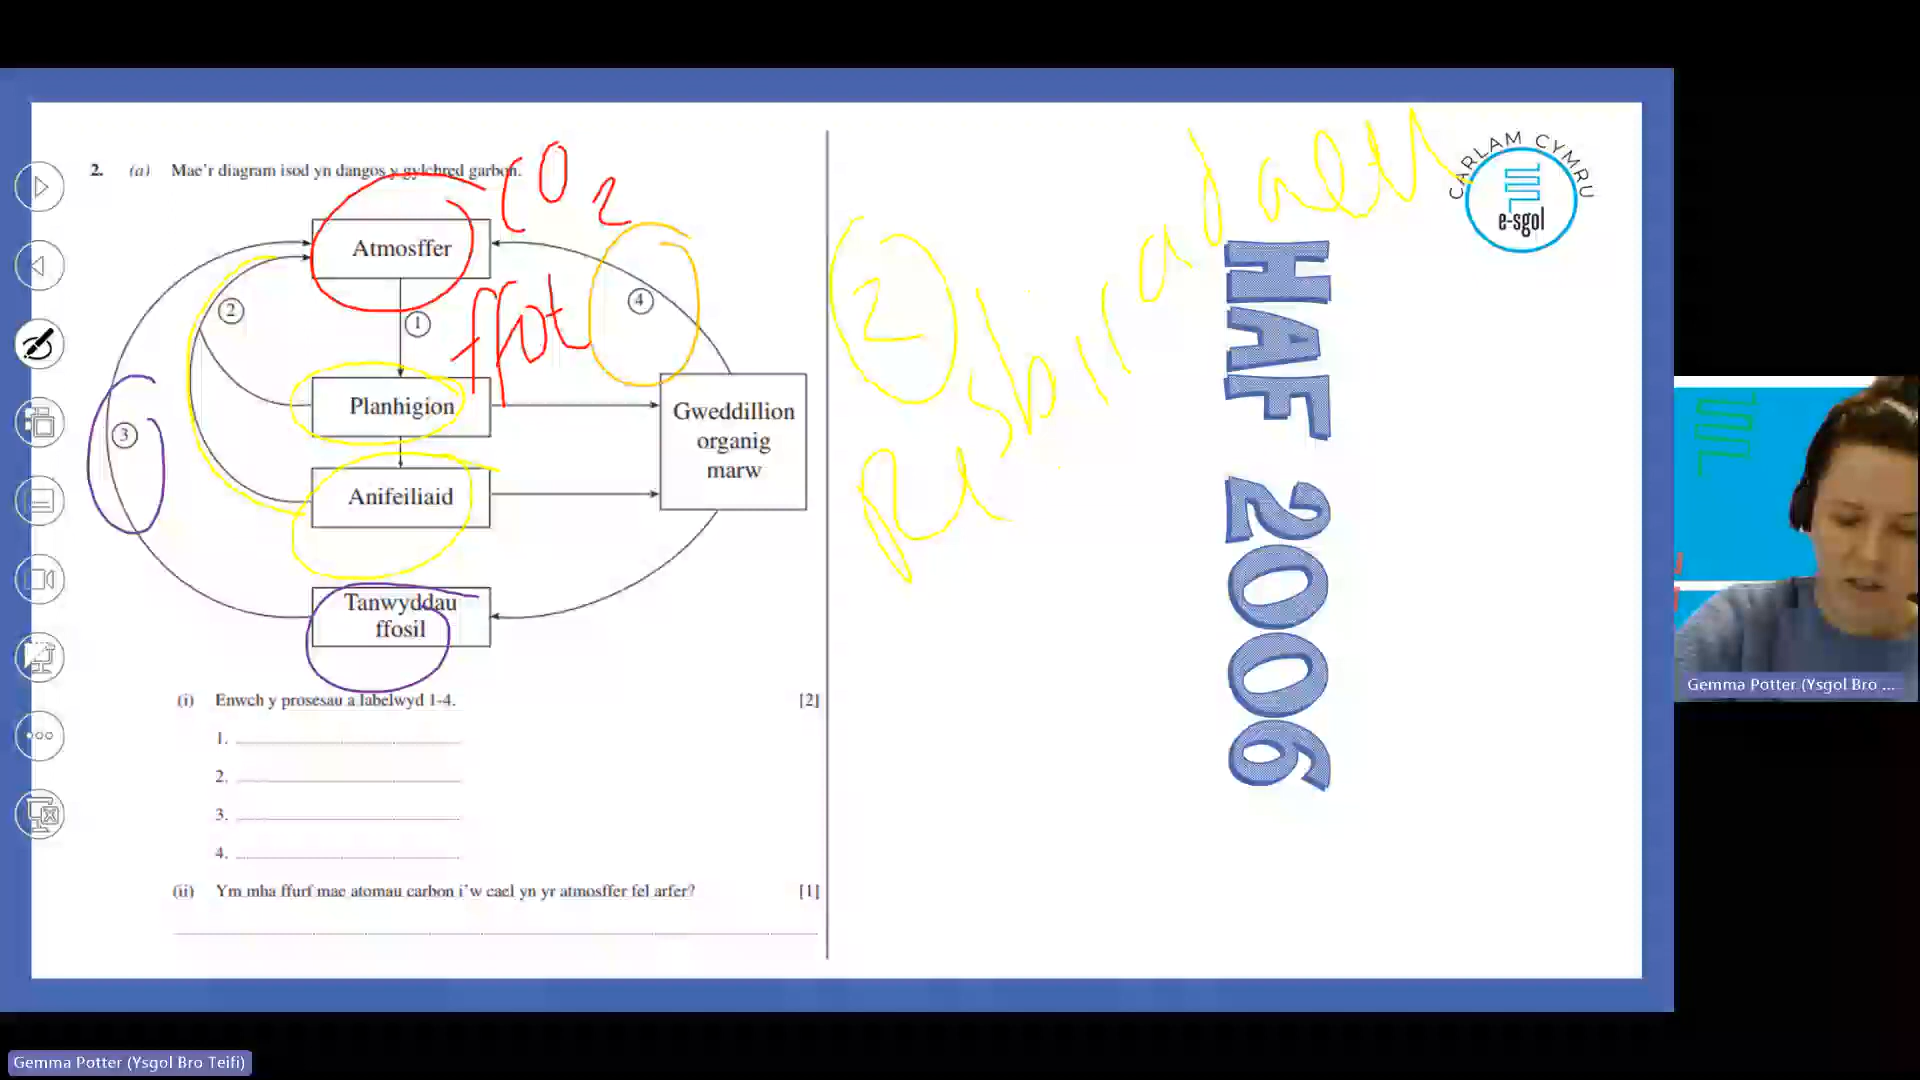 2. (a) Mae'r diagram isod yn dangos y gylchred garbon.
CO2
Atmosffer
2
1
4
ffot
Planhigion
3
Gweddillion
organig
marw
Anifeiliaid
Tanwyddau
ffosil
(i) Enwch y prosesau a labelwyd 1-4. [2]
1.
2.
3.
4.
(ii) Ym mha ffurf mae atomau carbon i'w cael yn yr atmosffer fel arfer? [1]
2
Resbiradaeth
HAF 2006
CARLAM CYMRU
e-sgol
Gemma Potter (Ysgol Bro ...
Gemma Potter (Ysgol Bro Teifi)